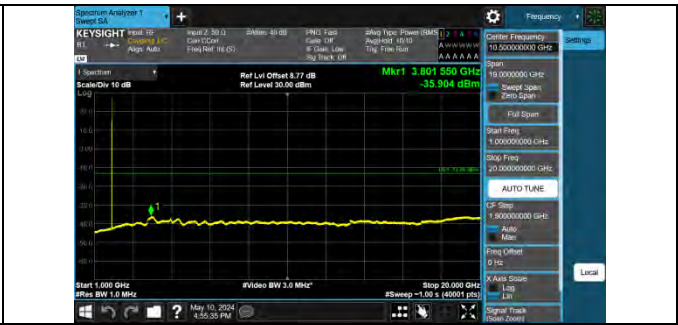 Spectrum Analyzer 1
Swept SA
+
Frequency
KEYSIGHT
Input: RF
Coupling: DC
Align: Auto
Input Z: 50 Ω
Corr CCorr
Freq Ref: Int (S)
#Atten: 40 dB
PNO: Fast
Gate: Off
IF Gain: Low
Sig Track: Off
#Avg Type: Power (RMS
Avg|Hold: 10/10
Trig: Free Run
Center Frequency
10.500000000 GHz
Settings
Span
19.0000000 GHz
Swept Span
Zero Span
Full Span
Start Freq
1.000000000 GHz
Stop Freq
20.000000000 GHz
AUTO TUNE
CF Step
1.900000000 GHz
Auto
Man
Freq Offset
0 Hz
X Axis Scale
Log
Lin
Signal Track
(Span Zoom)
Local
1 Spectrum
Scale/Div 10 dB
Log
Ref Lvl Offset 8.77 dB
Ref Level 30.00 dBm
Mkr1 3.801 550 GHz
-35.904 dBm
1
Start 1.000 GHz
#Res BW 1.0 MHz
#Video BW 3.0 MHz*
Stop 20.000 GHz
#Sweep ~1.00 s (40001 pts)
?
May 10, 2024
4:55:35 PM